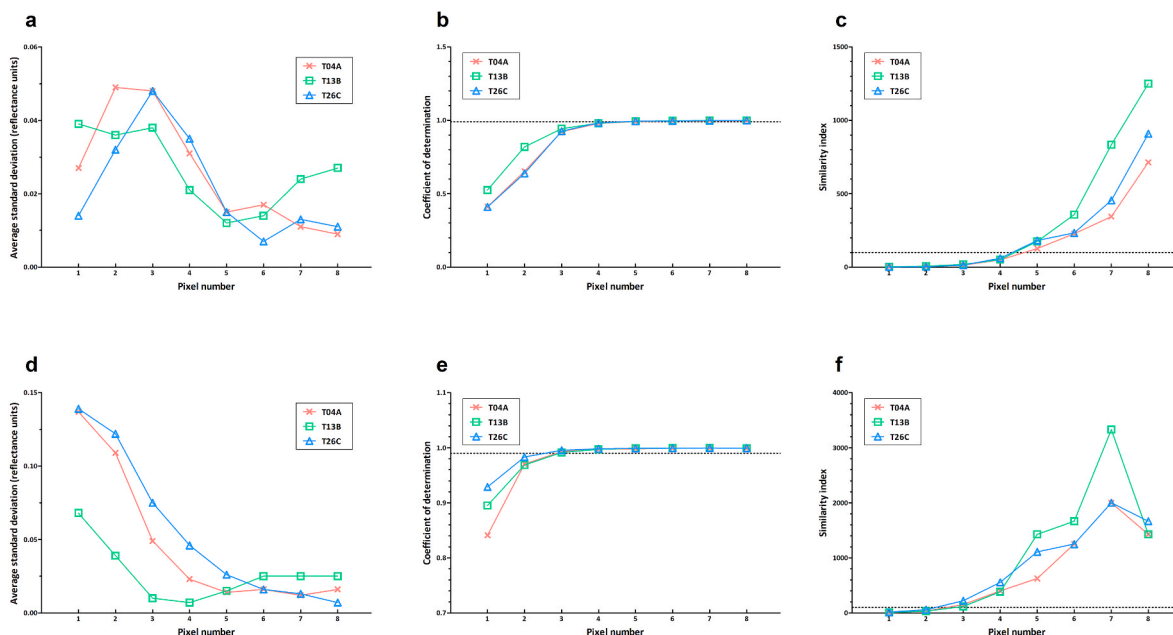 a
Average standard deviation (reflectance units)
0.06
0.04
0.02
0.00
T04A
T13B
T26C
1 2 3 4 5 6 7 8
Pixel number
b
Coefficient of determination
1.5
1.0
0.5
0.0
T04A
T13B
T26C
1 2 3 4 5 6 7 8
Pixel number
c
Similarity index
1500
1000
500
0
T04A
T13B
T26C
1 2 3 4 5 6 7 8
Pixel number
d
Average standard deviation (reflectance units)
0.15
0.10
0.05
0.00
T04A
T13B
T26C
1 2 3 4 5 6 7 8
Pixel number
e
Coefficient of determination
1.1
1.0
0.9
0.8
0.7
T04A
T13B
T26C
1 2 3 4 5 6 7 8
Pixel number
f
Similarity index
4000
3000
2000
1000
0
T04A
T13B
T26C
1 2 3 4 5 6 7 8
Pixel number